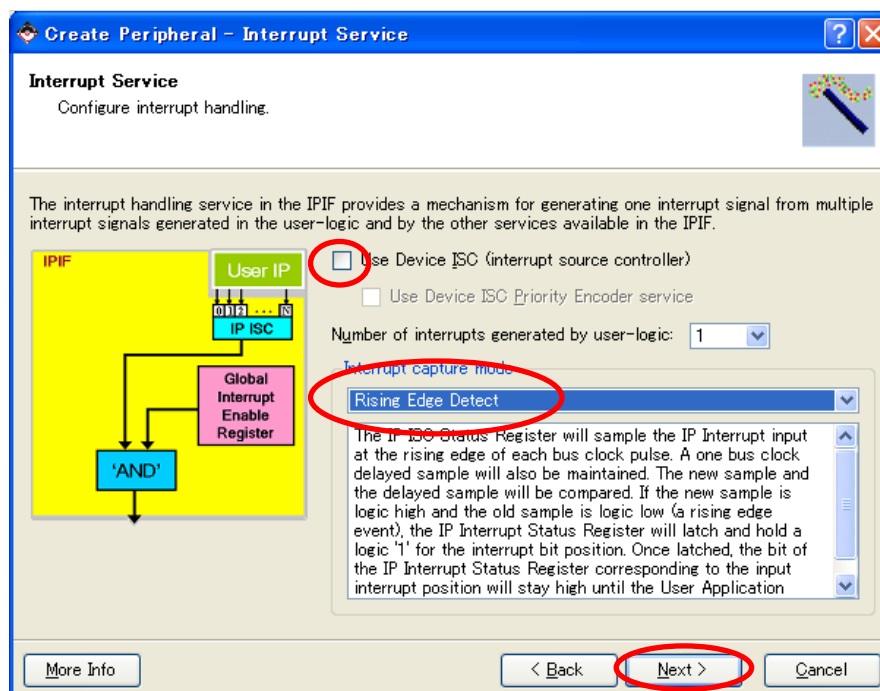 Create Peripheral - Interrupt Service
Interrupt Service
Configure interrupt handling.
The interrupt handling service in the IPIF provides a mechanism for generating one interrupt signal from multiple
interrupt signals generated in the user-logic and by the other services available in the IPIF.
IPIF
User IP
0 1 2 ... N
IP ISC
Global
Interrupt
Enable
Register
'AND'
Use Device ISC (interrupt source controller)
Use Device ISC Priority Encoder service
Number of interrupts generated by user-logic: 1
Interrupt capture mode
Rising Edge Detect
The IP ISC Status Register will sample the IP Interrupt input
at the rising edge of each bus clock pulse. A one bus clock
delayed sample will also be maintained. The new sample and
the delayed sample will be compared. If the new sample is
logic high and the old sample is logic low (a rising edge
event), the IP Interrupt Status Register will latch and hold a
logic '1' for the interrupt bit position. Once latched, the bit of
the IP Interrupt Status Register corresponding to the input
interrupt position will stay high until the User Application
More Info
< Back
Next >
Cancel